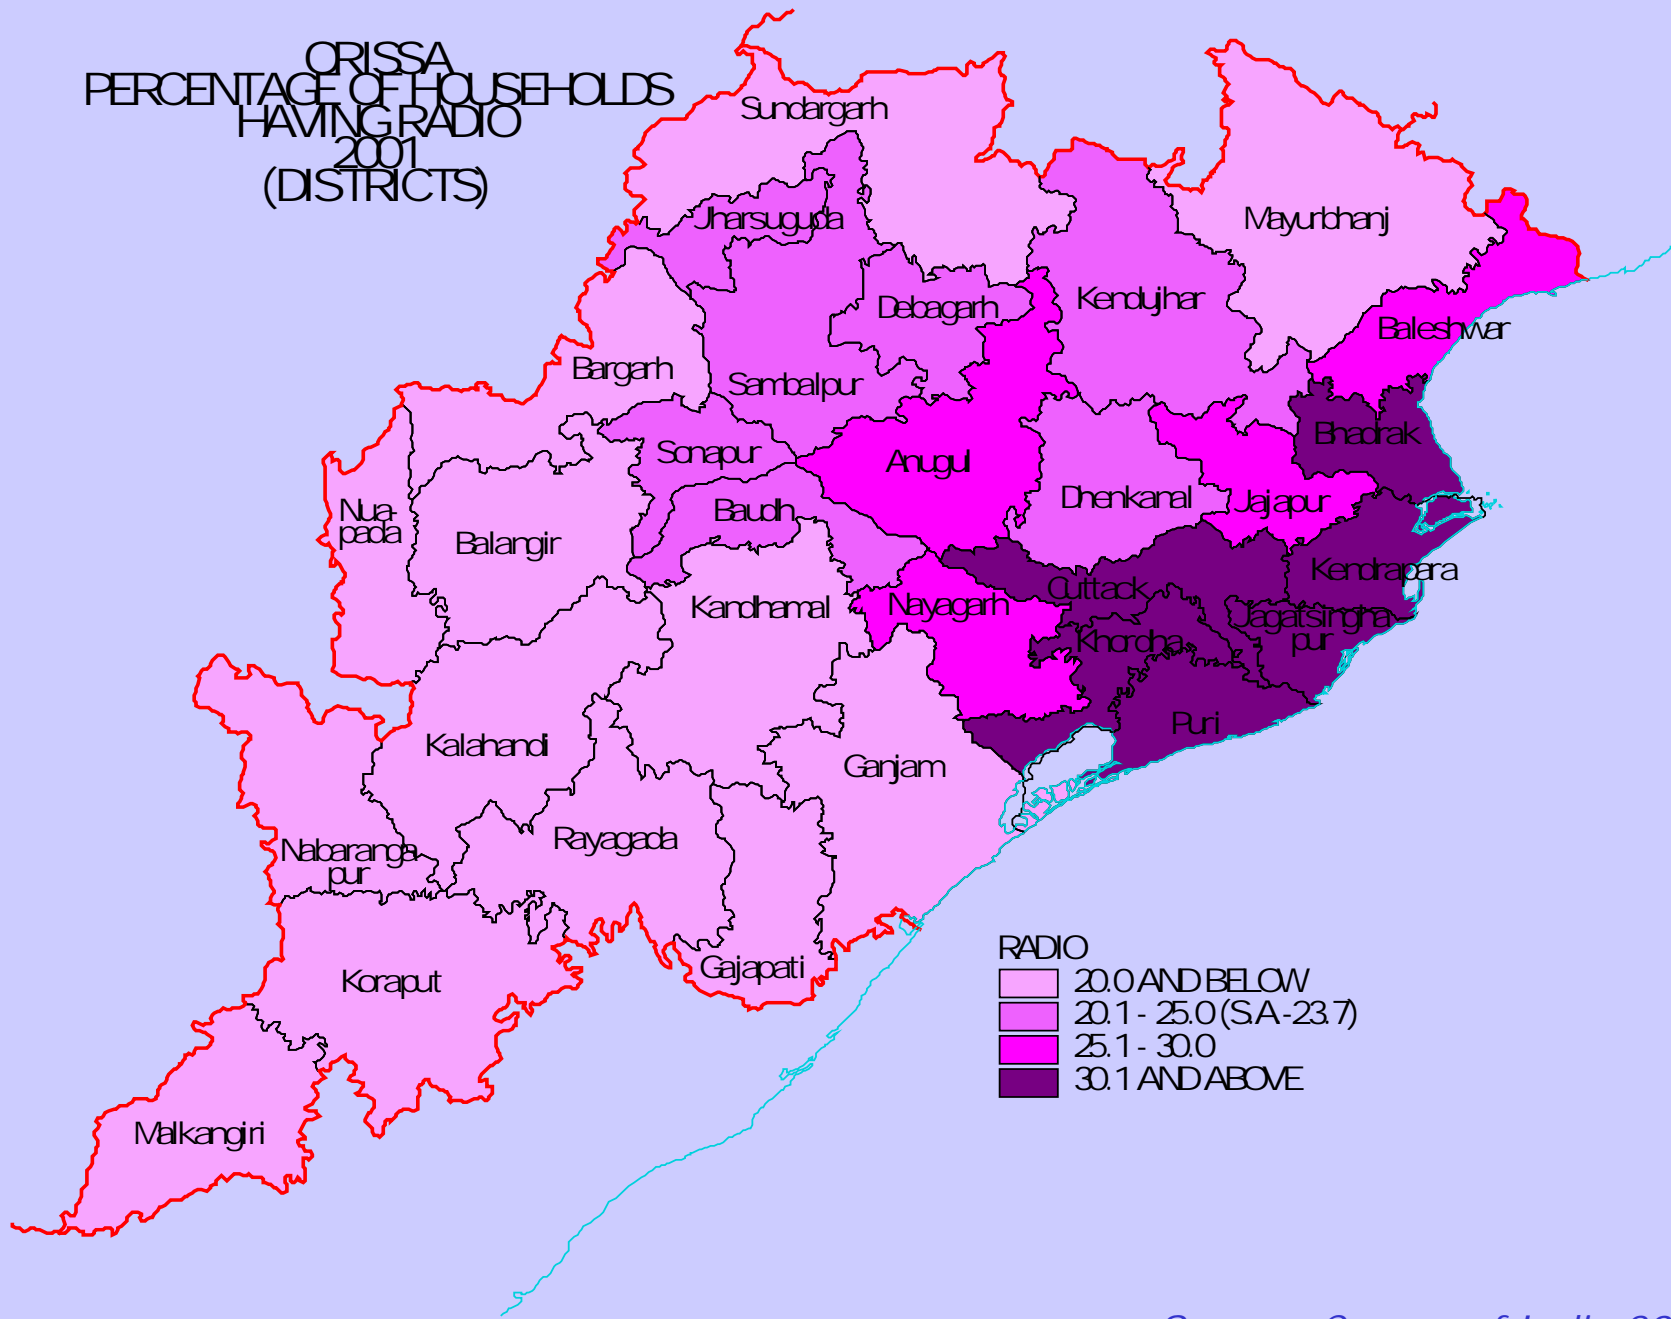 ORISSA
PERCENTAGE OF HOUSEHOLDS
HAVING RADIO
2001
(DISTRICTS)
Sundargarh
Jharsuguda
Mayurbhanj
Debagarh
Kendujhar
Baleshwar
Bargarh
Sambalpur
Sonapur
Anugul
Bhadrak
Nua-
pada
Balangir
Baudh
Dhenkanal
Jajapur
Kandhamal
Nayagarh
Cuttack
Kendrapara
Khordha
Jagatsingha
pur
Kalahandi
Ganjam
Puri
Nabaranga
pur
Rayagada
Koraput
Gajapati
Malkangiri
RADIO
20.0 AND BELOW
20.1 - 25.0 (S.A.-23.7)
25.1 - 30.0
30.1 AND ABOVE